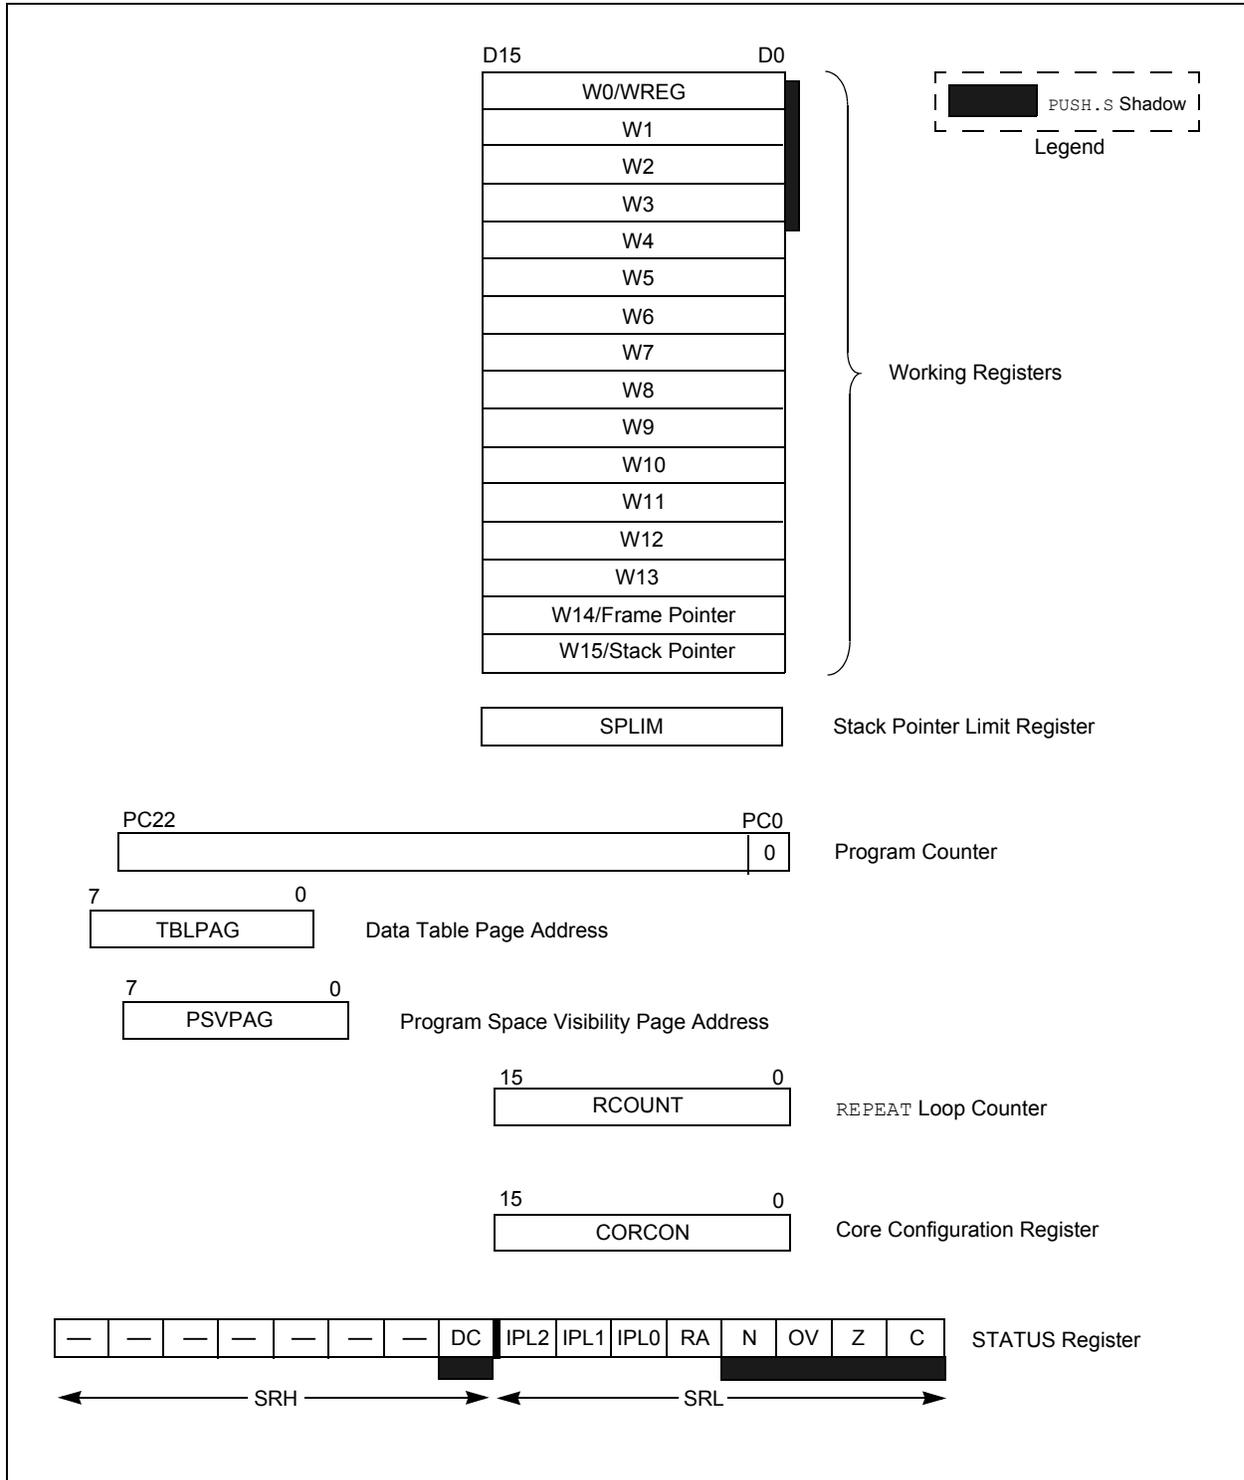 D15 D0
W0/WREG
PUSH.S Shadow
W1
Legend
W2
W3
W4
W5
W6
W7
W8
Working Registers
W9
W10
W11
W12
W13
W14/Frame Pointer
W15/Stack Pointer
SPLIM Stack Pointer Limit Register
PC22 PC0
0 Program Counter
7 0
TBLPAG Data Table Page Address
7 0
PSVPAG Program Space Visibility Page Address
15 0
RCOUNT REPEAT Loop Counter
15 0
CORCON Core Configuration Register
— — — — — — — DC IPL2 IPL1 IPL0 RA N OV Z C STATUS Register
SRH SRL